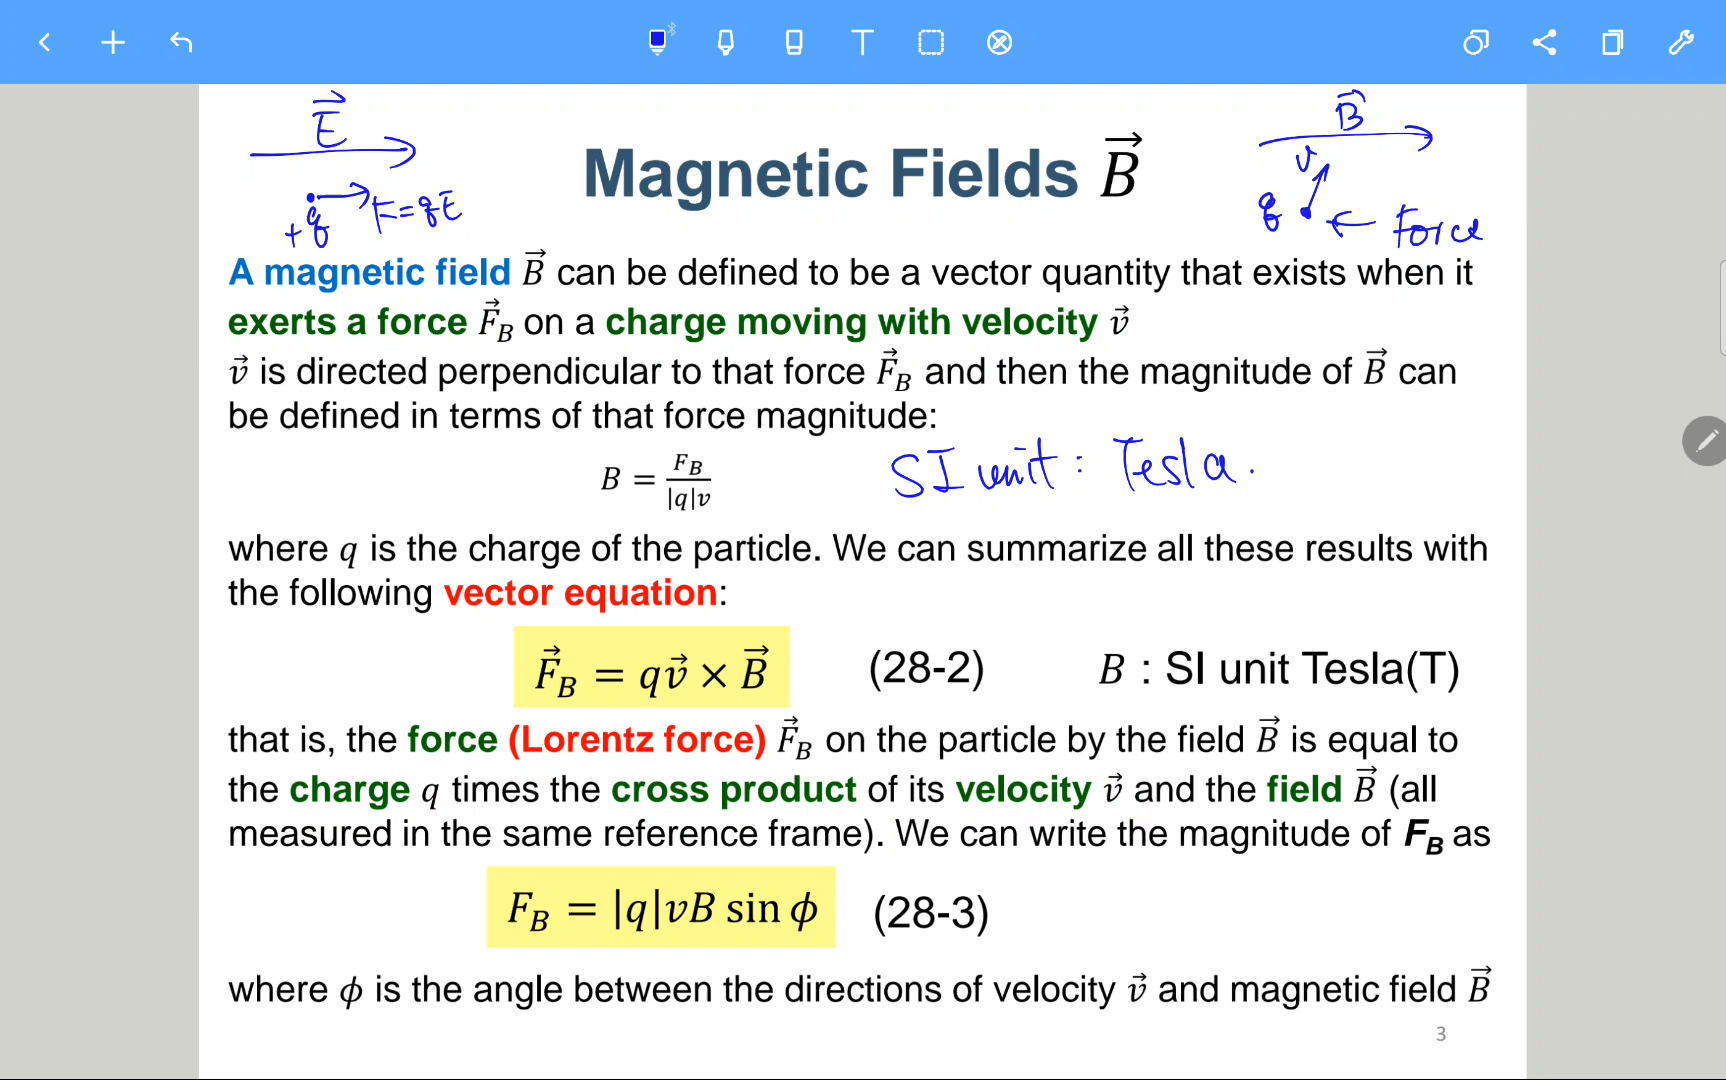 E
B
Magnetic Fields B
v
+q F=qE
q Force
A magnetic field B can be defined to be a vector quantity that exists when it
exerts a force F_B on a charge moving with velocity v
v is directed perpendicular to that force F_B and then the magnitude of B can
be defined in terms of that force magnitude:
B = F_B / |q|v
SI unit : Tesla.
where q is the charge of the particle. We can summarize all these results with
the following vector equation:
F_B = qv × B (28-2) B : SI unit Tesla(T)
that is, the force (Lorentz force) F_B on the particle by the field B is equal to
the charge q times the cross product of its velocity v and the field B (all
measured in the same reference frame). We can write the magnitude of F_B as
F_B = |q|vB sin ϕ (28-3)
where ϕ is the angle between the directions of velocity v and magnetic field B
3